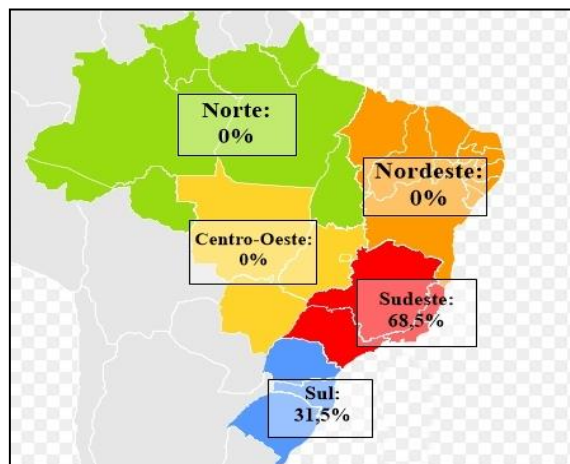 Norte:
0%
Nordeste:
0%
Centro-Oeste:
0%
Sudeste:
68,5%
Sul:
31,5%